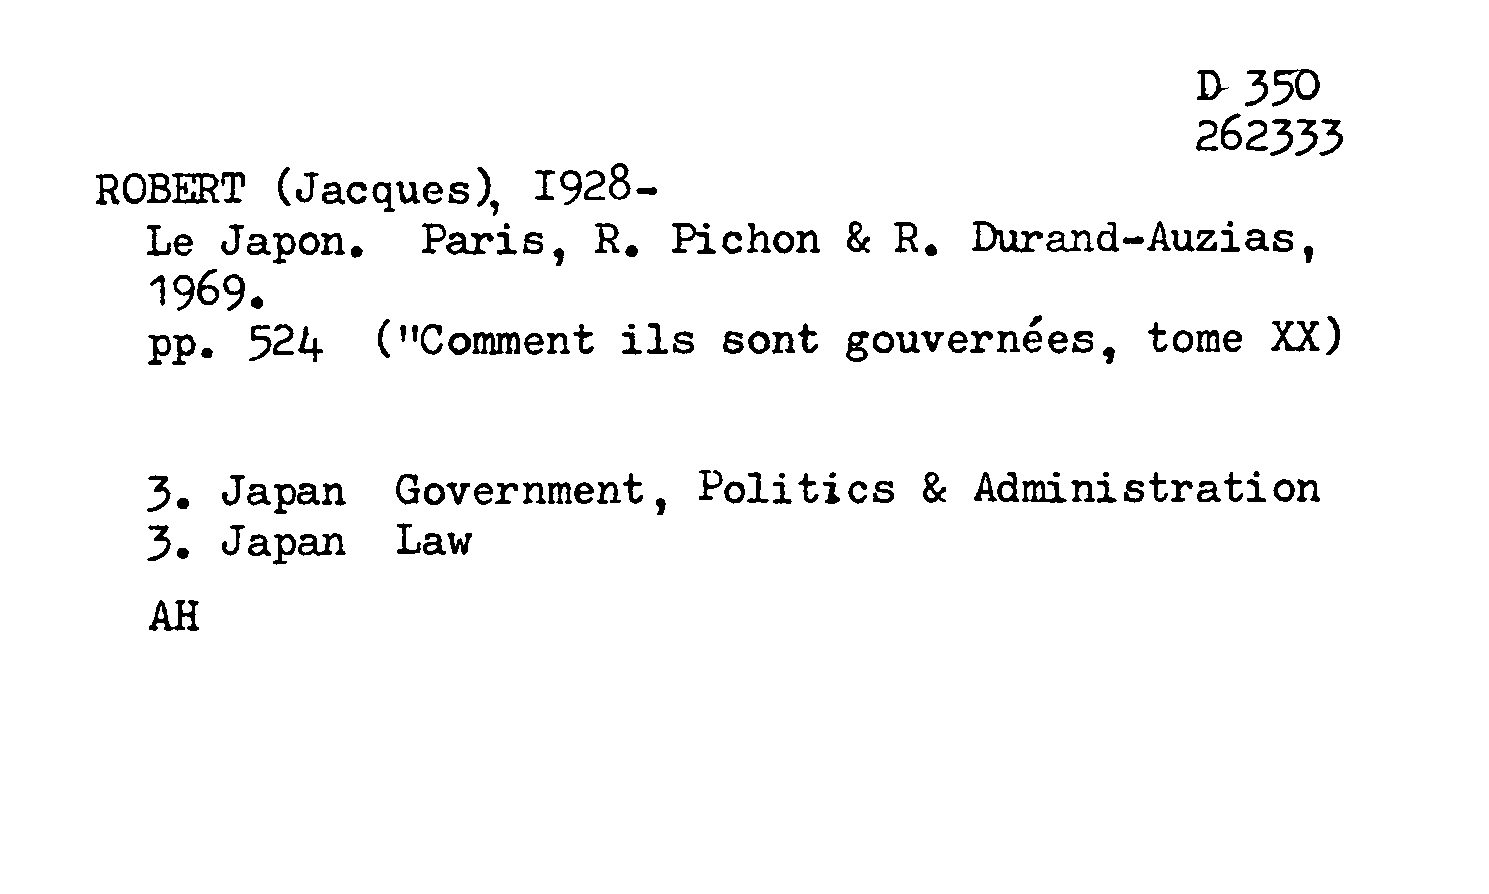 D 350
262333
ROBERT (Jacques), I928-
Le Japon. Paris, R. Pichon & R. Durand-Auzias,
1969.
pp. 524 ("Comment ils sont gouvernées, tome XX)
3. Japan Government, Politics & Administration
3. Japan Law
AH